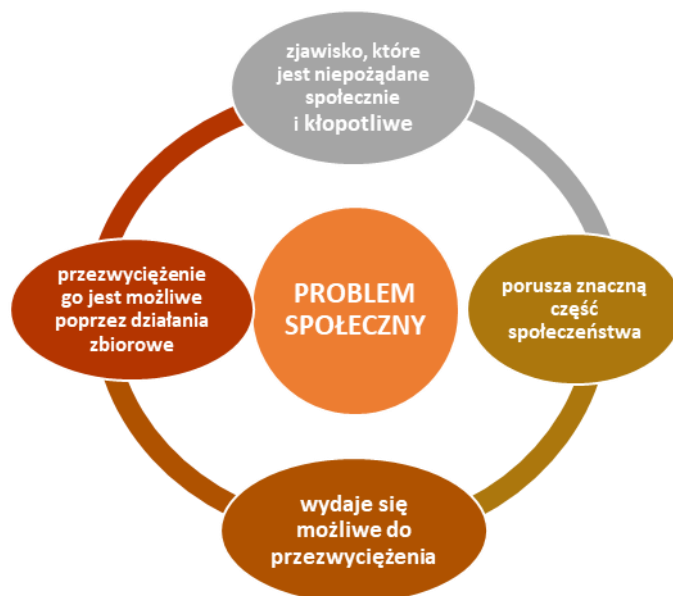 zjawisko, które
jest niepożądane
społecznie
i kłopotliwe
przezwyciężenie
go jest możliwe
poprzez działania
zbiorowe
PROBLEM
SPOŁECZNY
porusza znaczną
część
społeczeństwa
wydaje się
możliwe do
przezwyciężenia